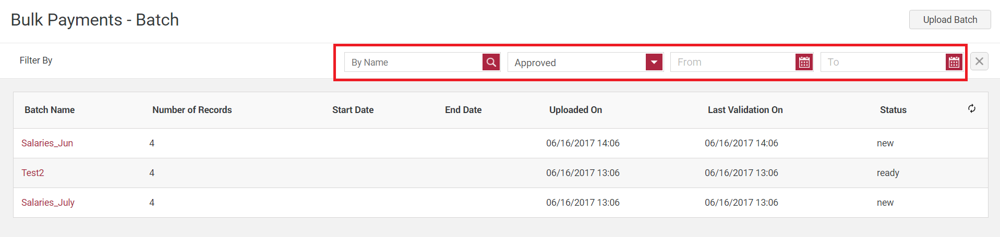 Bulk Payments - Batch
Upload Batch
Filter By
By Name
Approved
From
To
Batch Name Number of Records Start Date End Date Uploaded On Last Validation On Status
Salaries_Jun 4 06/16/2017 14:06 06/16/2017 14:06 new
Test2 4 06/16/2017 13:06 06/16/2017 13:06 ready
Salaries_July 4 06/16/2017 13:06 06/16/2017 13:06 new